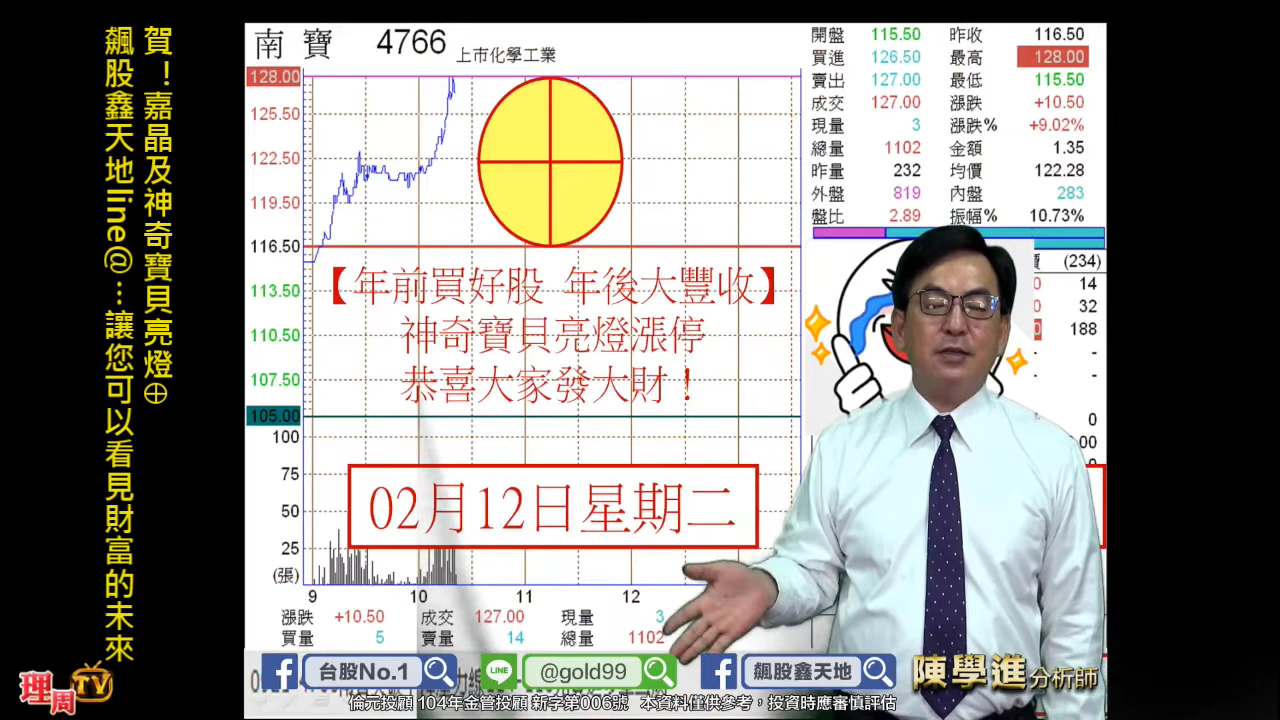 賀！嘉晶及神奇寶貝亮燈⊕
飆股鑫天地line@…讓您可以看見財富的未來
南寶 4766 上市化學工業
128.00
125.50
122.50
119.50
116.50
113.50
110.50
107.50
105.00
100
75
50
25
(張)
9 10 11 12
【年前買好股 年後大豐收】
神奇寶貝亮燈漲停
恭喜大家發大財！
02月12日星期二
開盤 115.50 昨收 116.50
買進 126.50 最高 128.00
賣出 127.00 最低 115.50
成交 127.00 漲跌 +10.50
現量 3 漲跌% +9.02%
總量 1102 金額 1.35
昨量 232 均價 122.28
外盤 819 內盤 283
盤比 2.89 振幅% 10.73%
(234)
14
32
188
-
-
0
漲跌 +10.50 成交 127.00 現量 3
買量 5 賣量 14 總量 1102
台股No.1
LINE @gold99
飆股鑫天地
陳學進分析師
理周TV
倫元投顧 104年金管投顧 新字第006號 本資料僅供參考，投資時應審慎評估